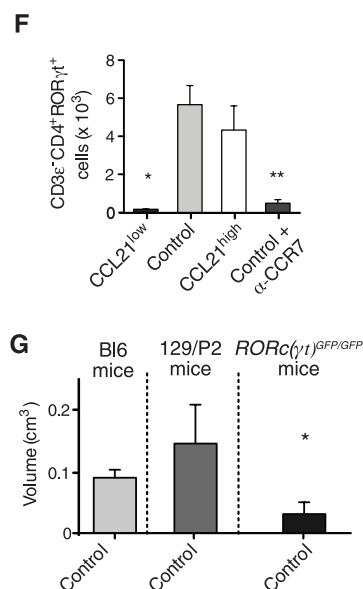 F
CD3ε⁻CD4⁺RORγt⁺
cells (x 10³)
8
6
4
2
0
*
**
CCL21ˡᵒʷ
Control
CCL21ʰⁱᵍʰ
Control +
α-CCR7
G
Bl6
mice
129/P2
mice
RORc(γt)ᴳᶠᴾ/ᴳᶠᴾ
mice
Volume (cm³)
0.2
0.1
0
*
Control
Control
Control